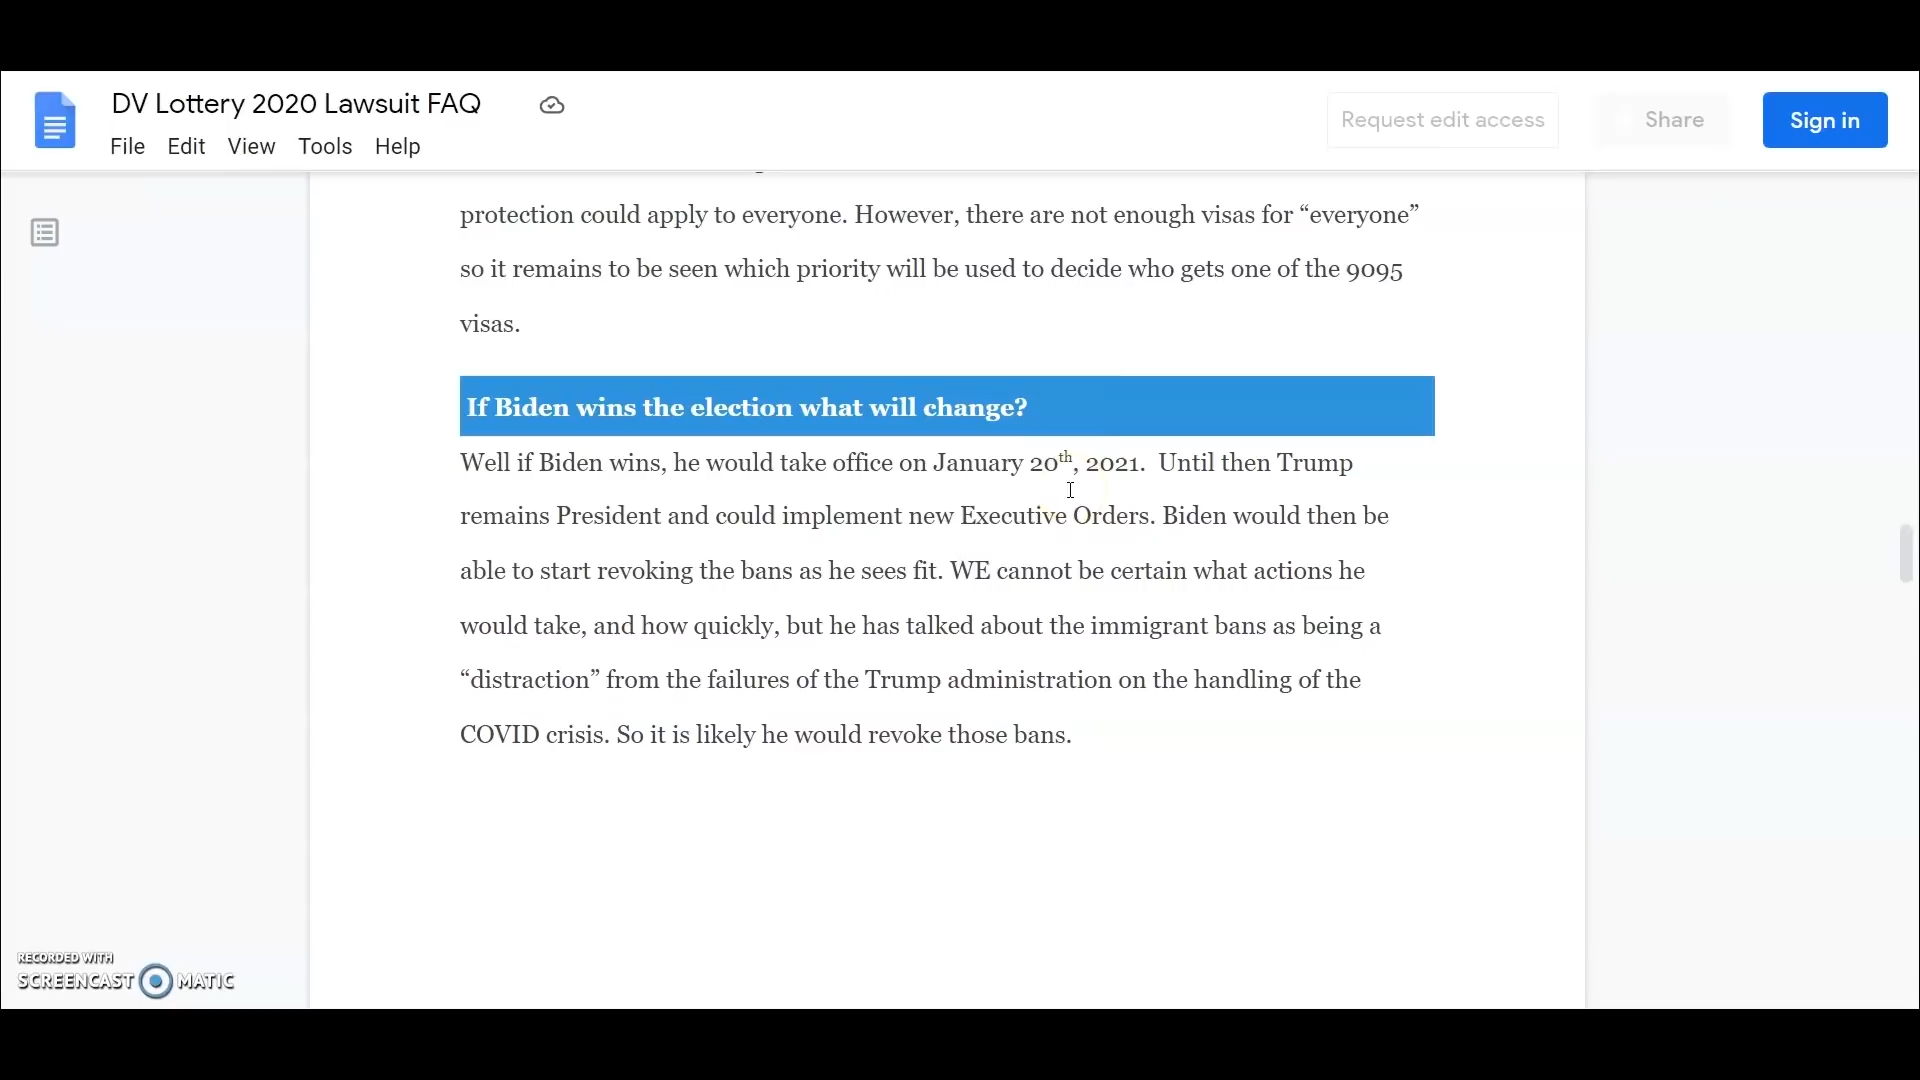 DV Lottery 2020 Lawsuit FAQ
File Edit View Tools Help
Request edit access
Share
Sign in
protection could apply to everyone. However, there are not enough visas for “everyone”
so it remains to be seen which priority will be used to decide who gets one of the 9095
visas.
If Biden wins the election what will change?
Well if Biden wins, he would take office on January 20th, 2021.  Until then Trump
remains President and could implement new Executive Orders. Biden would then be
able to start revoking the bans as he sees fit. WE cannot be certain what actions he
would take, and how quickly, but he has talked about the immigrant bans as being a
“distraction” from the failures of the Trump administration on the handling of the
COVID crisis. So it is likely he would revoke those bans.
RECORDED WITH
SCREENCAST MATIC